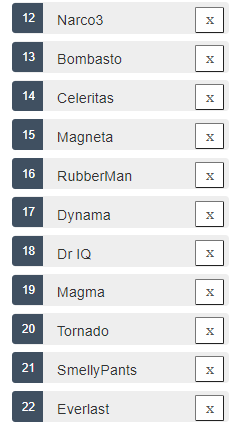 12 Narco3 x
13 Bombasto x
14 Celeritas x
15 Magneta x
16 RubberMan x
17 Dynama x
18 Dr IQ x
19 Magma x
20 Tornado x
21 SmellyPants x
22 Everlast x